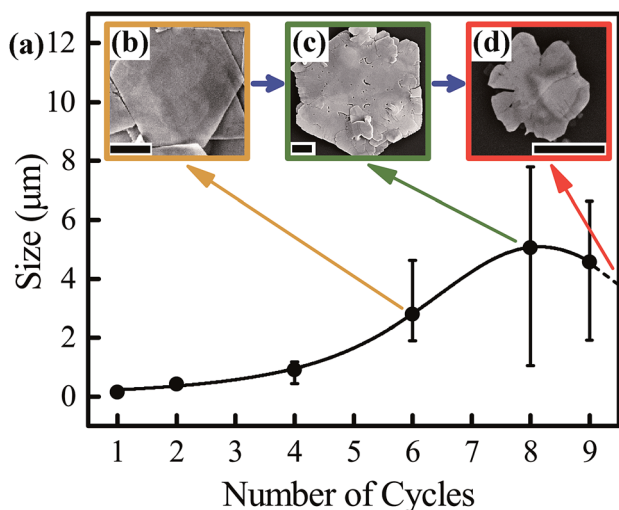 (a)
(b)
(c)
(d)
12
10
8
6
4
2
0
Size (μm)
1 2 3 4 5 6 7 8 9
Number of Cycles